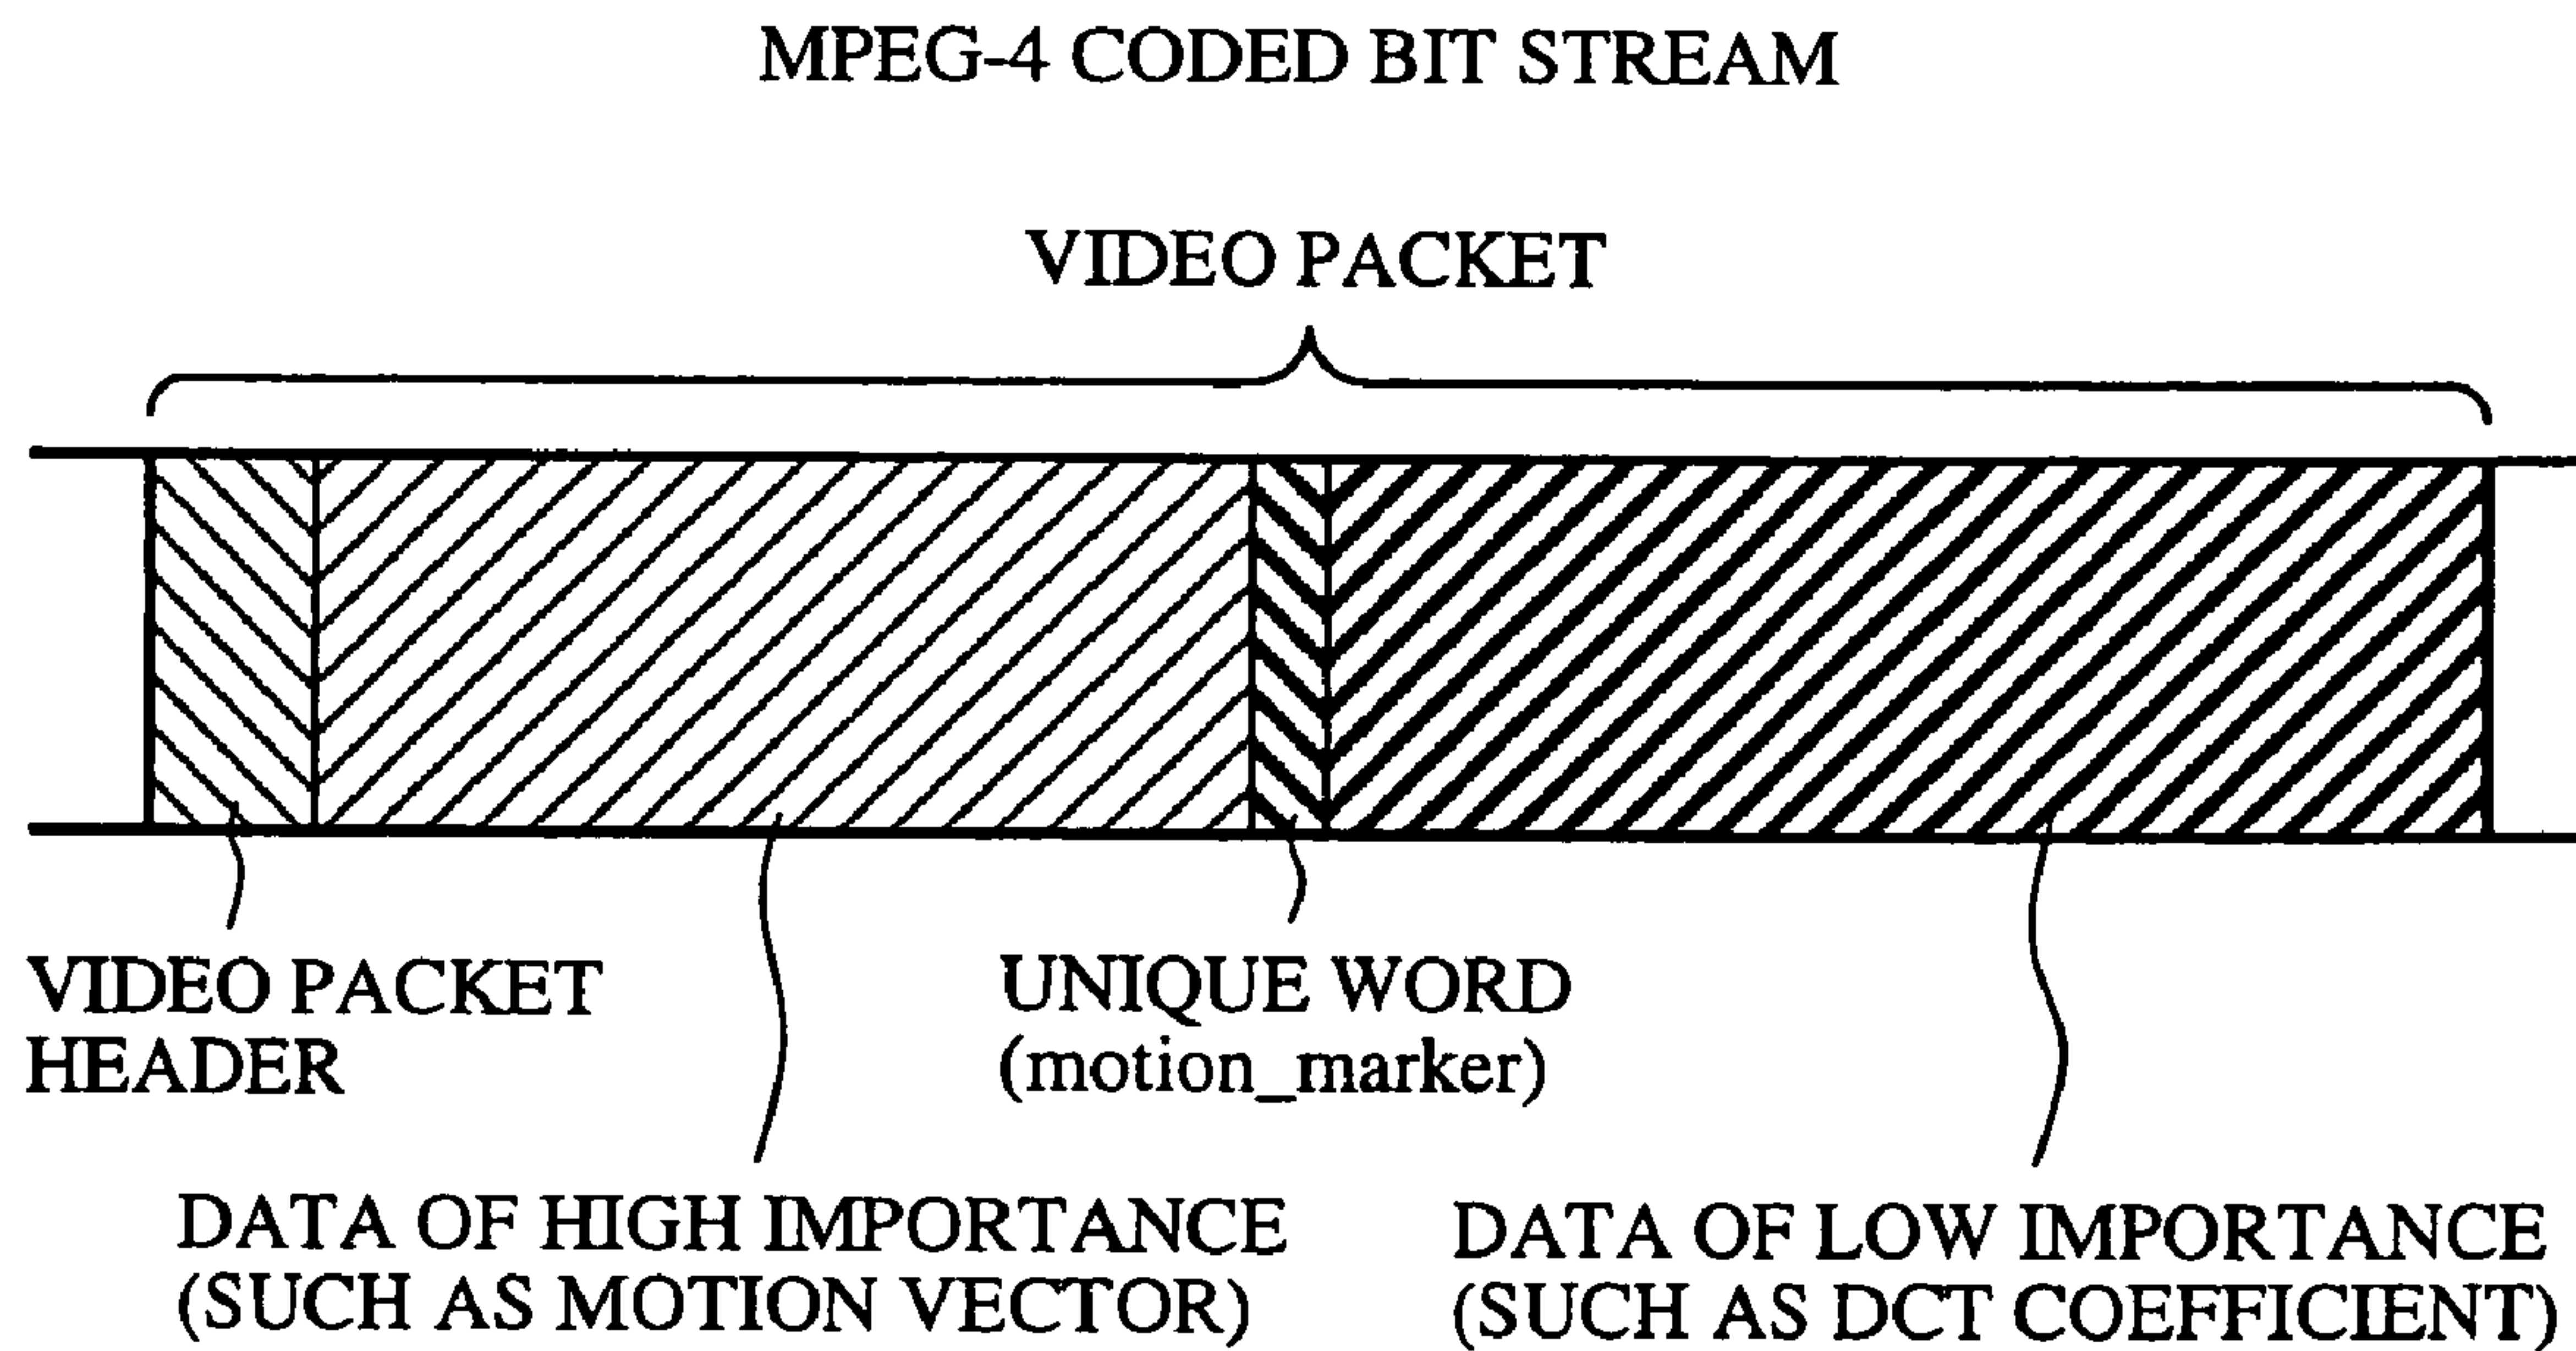 MPEG-4 CODED BIT STREAM
VIDEO PACKET
VIDEO PACKET
HEADER
UNIQUE WORD
(motion_marker)
DATA OF HIGH IMPORTANCE
(SUCH AS MOTION VECTOR)
DATA OF LOW IMPORTANCE
(SUCH AS DCT COEFFICIENT)